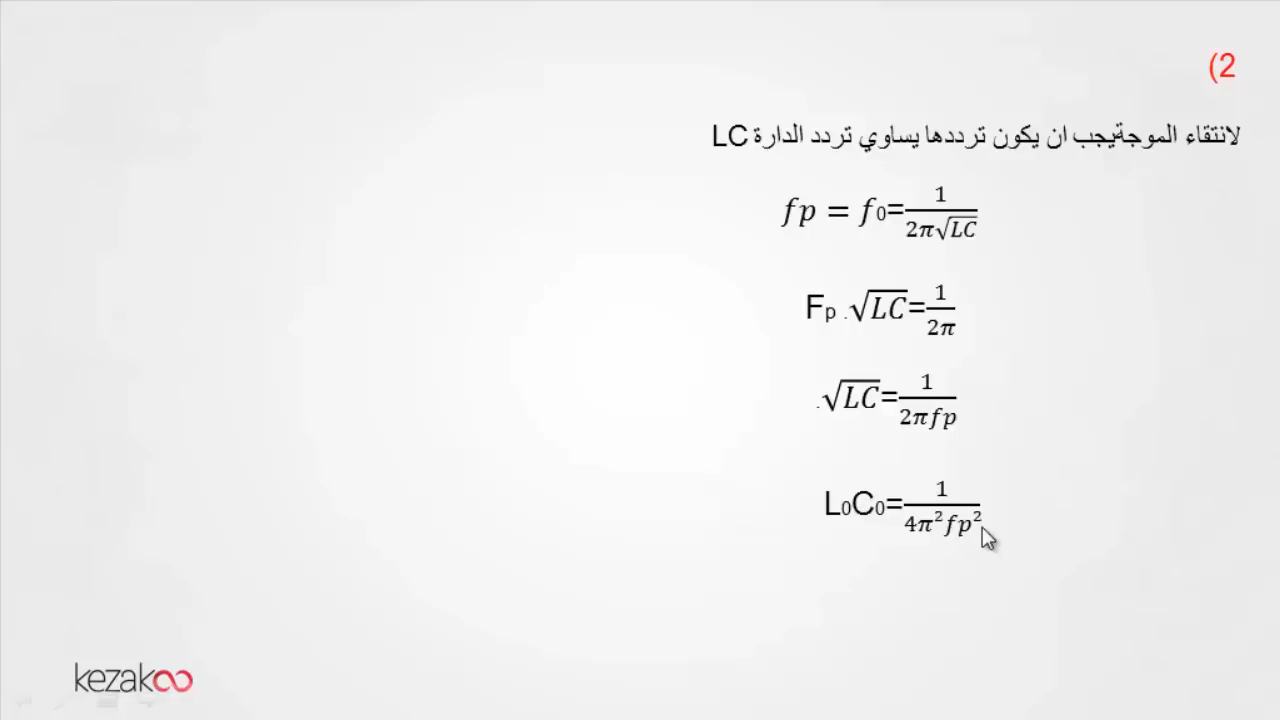 (2
لانتقاء الموجةيجب ان يكون ترددها يساوي تردد الدارة LC
fp = f0=1/2π√LC
Fp .√LC=1/2π
.√LC=1/2πfp
L0C0=1/4π²fp²
kezakoo